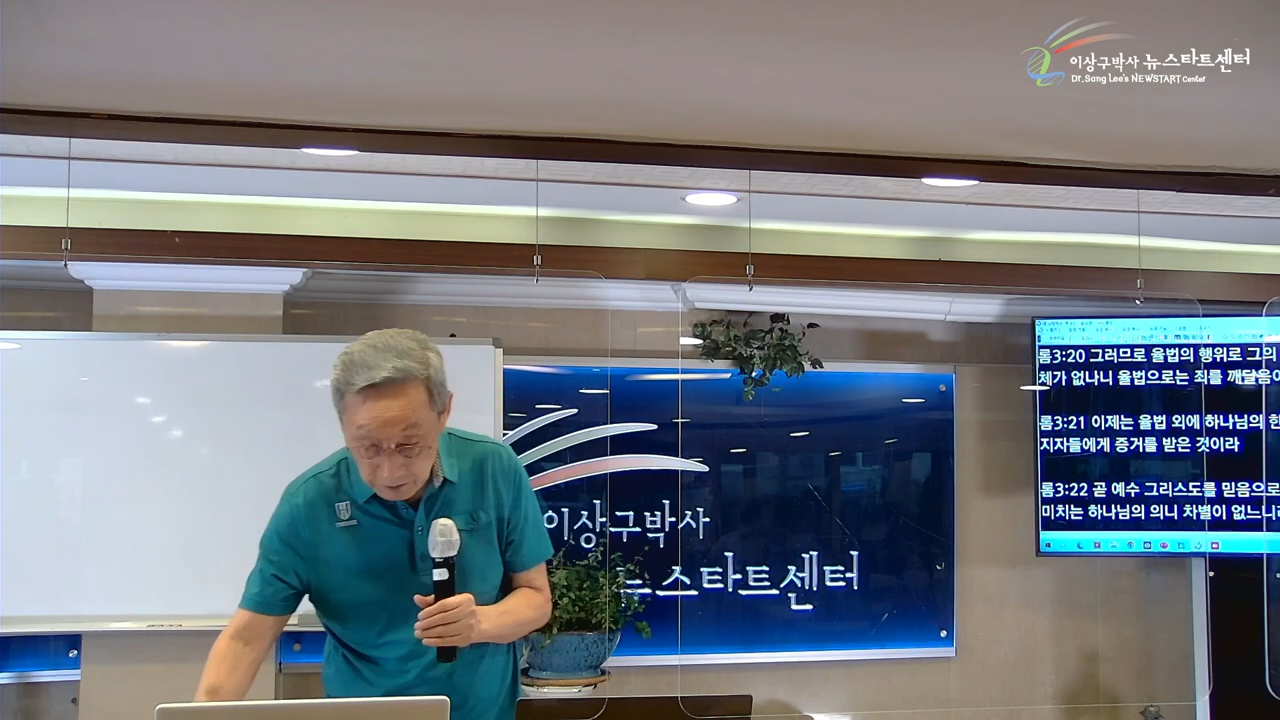 이상구박사 뉴스타트센터
Dr. Sang Lee's NEWSTART Center
이상구박사
뉴스타트센터
롬3:20 그러므로 율법의 행위로 그의
체가 없나니 율법으로는 죄를 깨달음이
롬3:21 이제는 율법 외에 하나님의 한
지자들에게 증거를 받은 것이라
롬3:22 곧 예수 그리스도를 믿음으로
미치는 하나님의 의니 차별이 없느니라